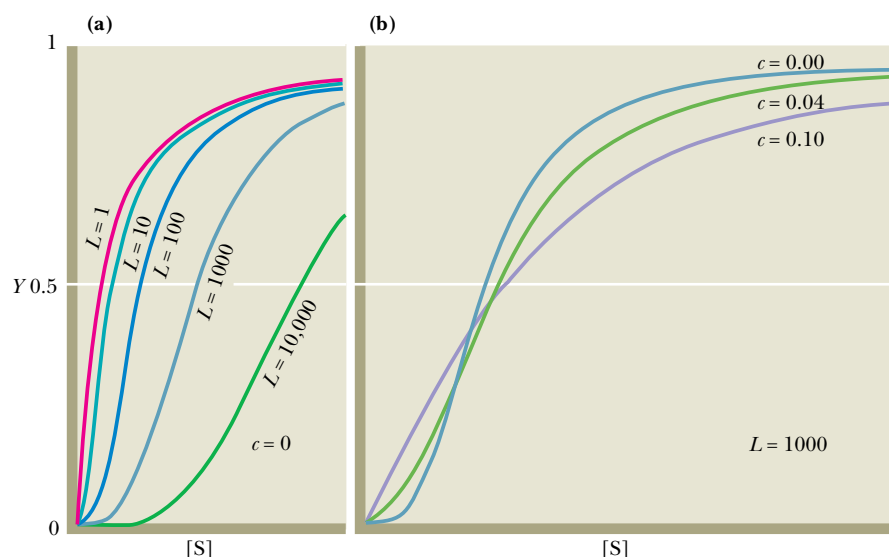 (a)
(b)
1
c = 0.00
c = 0.04
c = 0.10
L = 1
L = 10
L = 100
L = 1000
L = 10,000
Y 0.5
c = 0
L = 1000
0
[S]
[S]